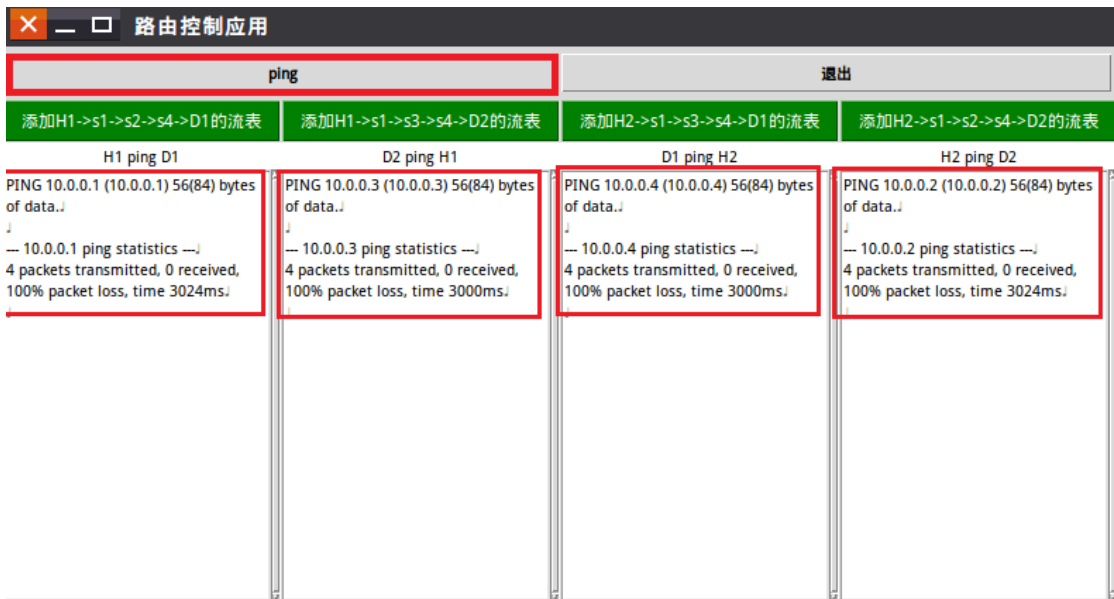 路由控制应用
ping
退出
添加H1->s1->s2->s4->D1的流表
添加H1->s1->s3->s4->D2的流表
添加H2->s1->s3->s4->D1的流表
添加H2->s1->s2->s4->D2的流表
H1 ping D1
D2 ping H1
D1 ping H2
H2 ping D2
PING 10.0.0.1 (10.0.0.1) 56(84) bytes
of data.
--- 10.0.0.1 ping statistics ---
4 packets transmitted, 0 received,
100% packet loss, time 3024ms
PING 10.0.0.3 (10.0.0.3) 56(84) bytes
of data.
--- 10.0.0.3 ping statistics ---
4 packets transmitted, 0 received,
100% packet loss, time 3000ms
PING 10.0.0.4 (10.0.0.4) 56(84) bytes
of data.
--- 10.0.0.4 ping statistics ---
4 packets transmitted, 0 received,
100% packet loss, time 3000ms
PING 10.0.0.2 (10.0.0.2) 56(84) bytes
of data.
--- 10.0.0.2 ping statistics ---
4 packets transmitted, 0 received,
100% packet loss, time 3024ms